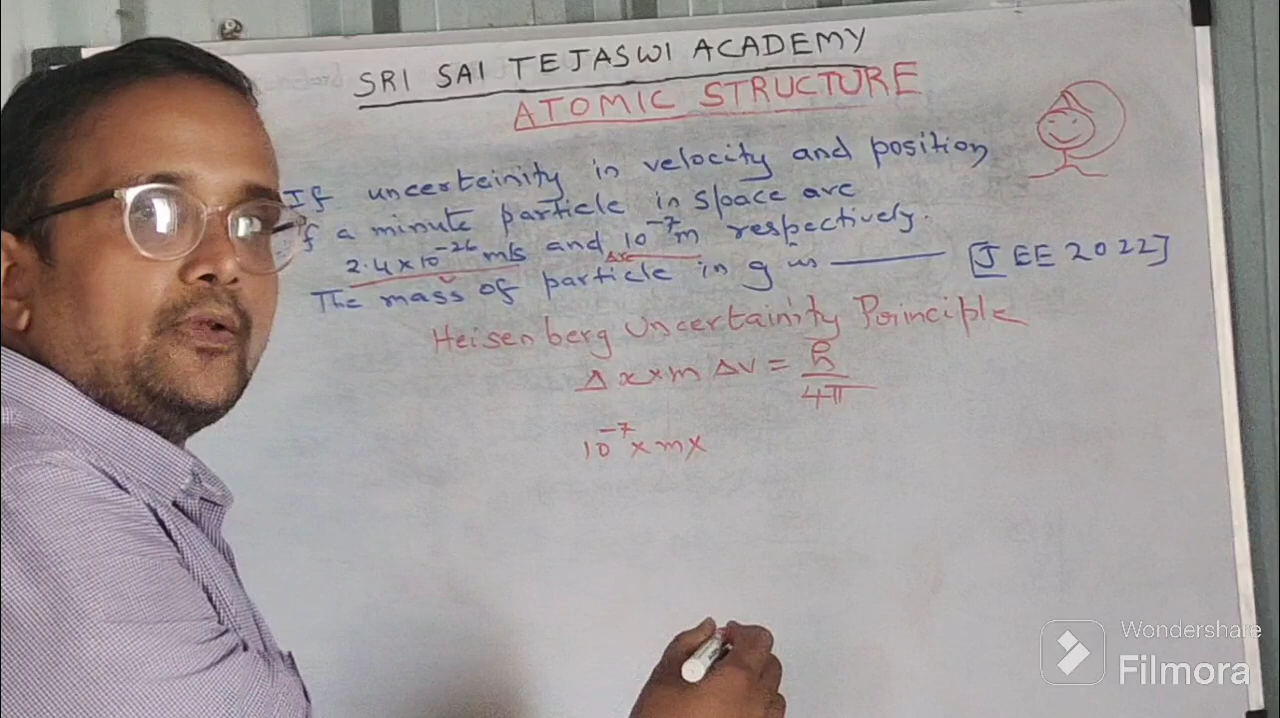 SRI SAI TEJASWI ACADEMY
ATOMIC STRUCTURE
If uncerteinity in velocity and position
f a minute particle in space are
2.4×10⁻²⁶ m/s and 10⁻⁷m respectively.
Δx
The mass of particle in g is ______ [JEE 2022]
Heisenberg Uncertainity Principle
Δx×m Δv = h/4π
10⁻⁷× m×
Wondershare
Filmora